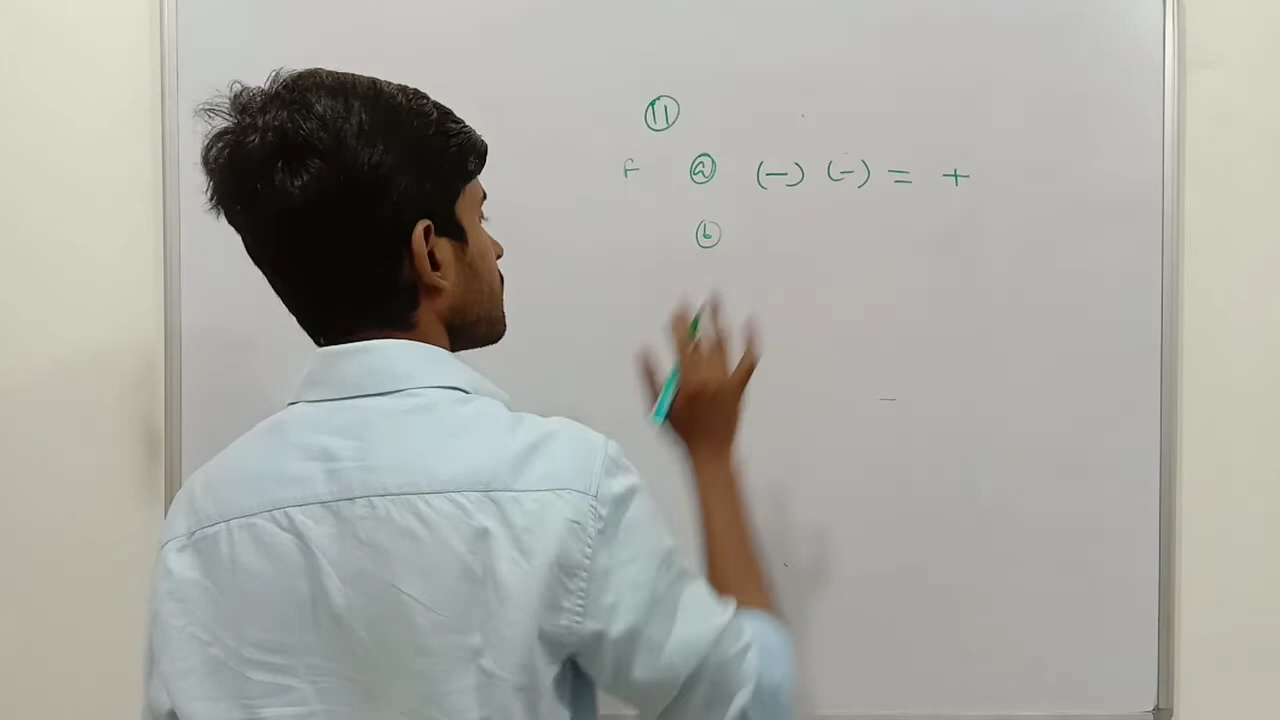 11
F a (-) (-) = +
b